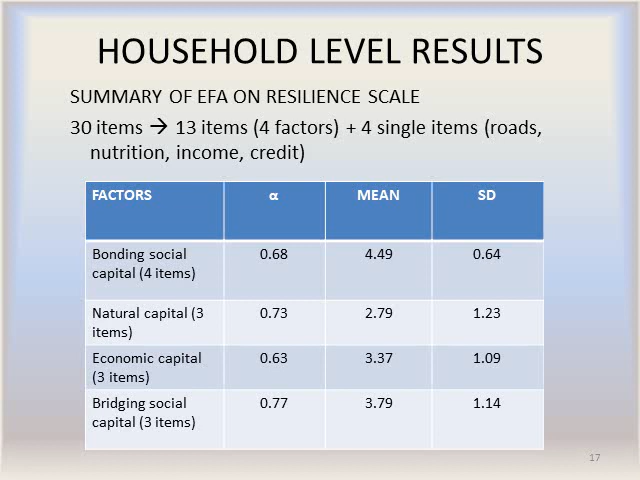 HOUSEHOLD LEVEL RESULTS
SUMMARY OF EFA ON RESILIENCE SCALE
30 items → 13 items (4 factors) + 4 single items (roads,
nutrition, income, credit)
FACTORS α MEAN SD
Bonding social 0.68 4.49 0.64
capital (4 items)
Natural capital (3 0.73 2.79 1.23
items)
Economic capital 0.63 3.37 1.09
(3 items)
Bridging social 0.77 3.79 1.14
capital (3 items)
17